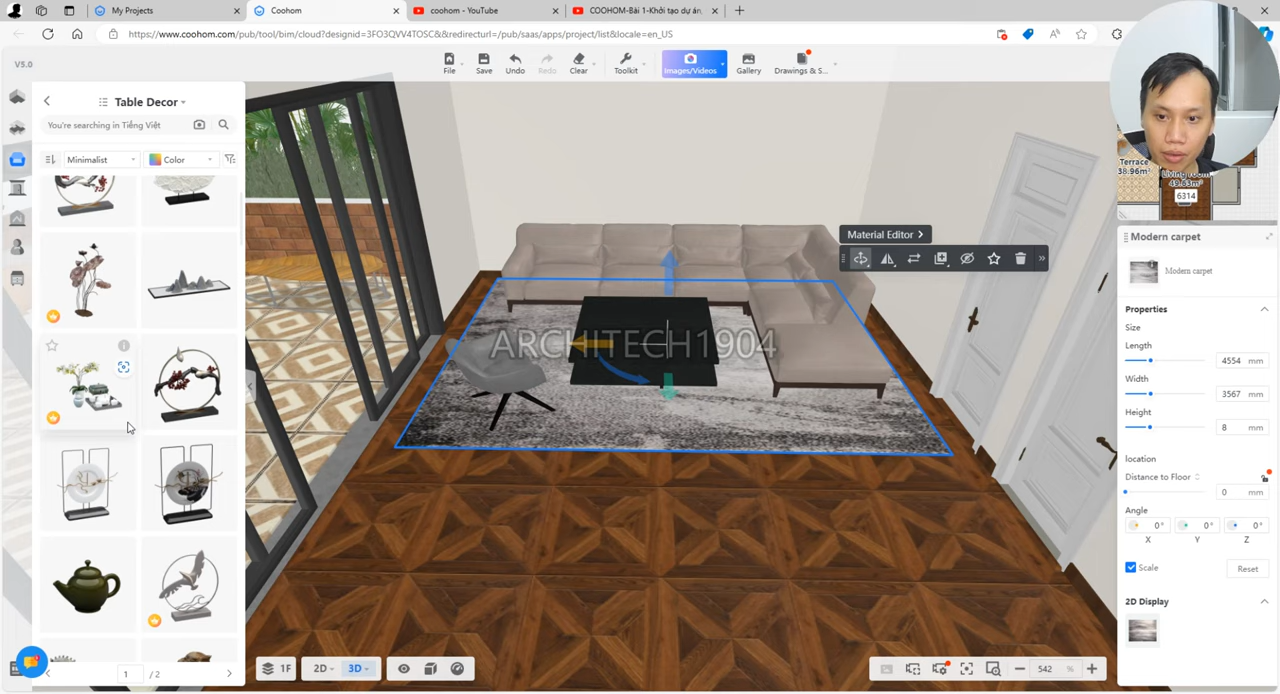 My Projects
Coohom
coohom - YouTube
COOHOM-Bài 1-Khởi tạo dự án
https://www.coohom.com/pub/tool/bim/cloud?designid=3FO3QVV4TOSC&&redirecturl=/pub/saas/apps/project/list&locale=en_US
V5.0
File
Save
Undo
Redo
Clear
Toolkit
Images/Videos
Gallery
Drawings & S...
Table Decor
You're searching in Tiếng Việt
Minimalist
Color
Material Editor
ARCHITECH1904
Terrace
38.96m²
Living room
49.83m²
6314
Modern carpet
Modern carpet
Properties
Size
Length
4554 mm
Width
3567 mm
Height
8 mm
location
Distance to Floor
0 mm
Angle
0° 0° 0°
X Y Z
Scale
Reset
2D Display
1 / 2
1F
2D
3D
542 %